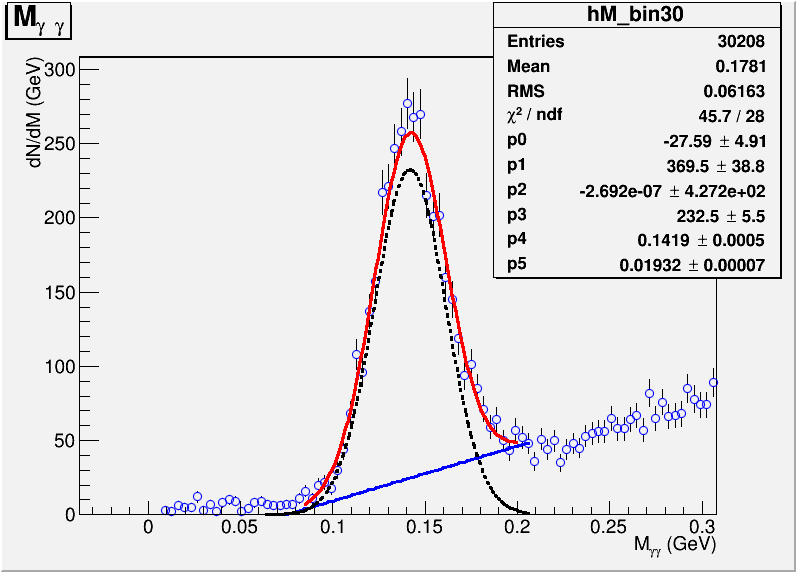 M γ γ
hM_bin30
Entries 30208
Mean 0.1781
RMS 0.06163
χ² / ndf 45.7 / 28
p0 -27.59 ± 4.91
p1 369.5 ± 38.8
p2 -2.692e-07 ± 4.272e+02
p3 232.5 ± 5.5
p4 0.1419 ± 0.0005
p5 0.01932 ± 0.00007
dN/dM (GeV)
300
250
200
150
100
50
0
0 0.05 0.1 0.15 0.2 0.25 0.3
Mγγ (GeV)